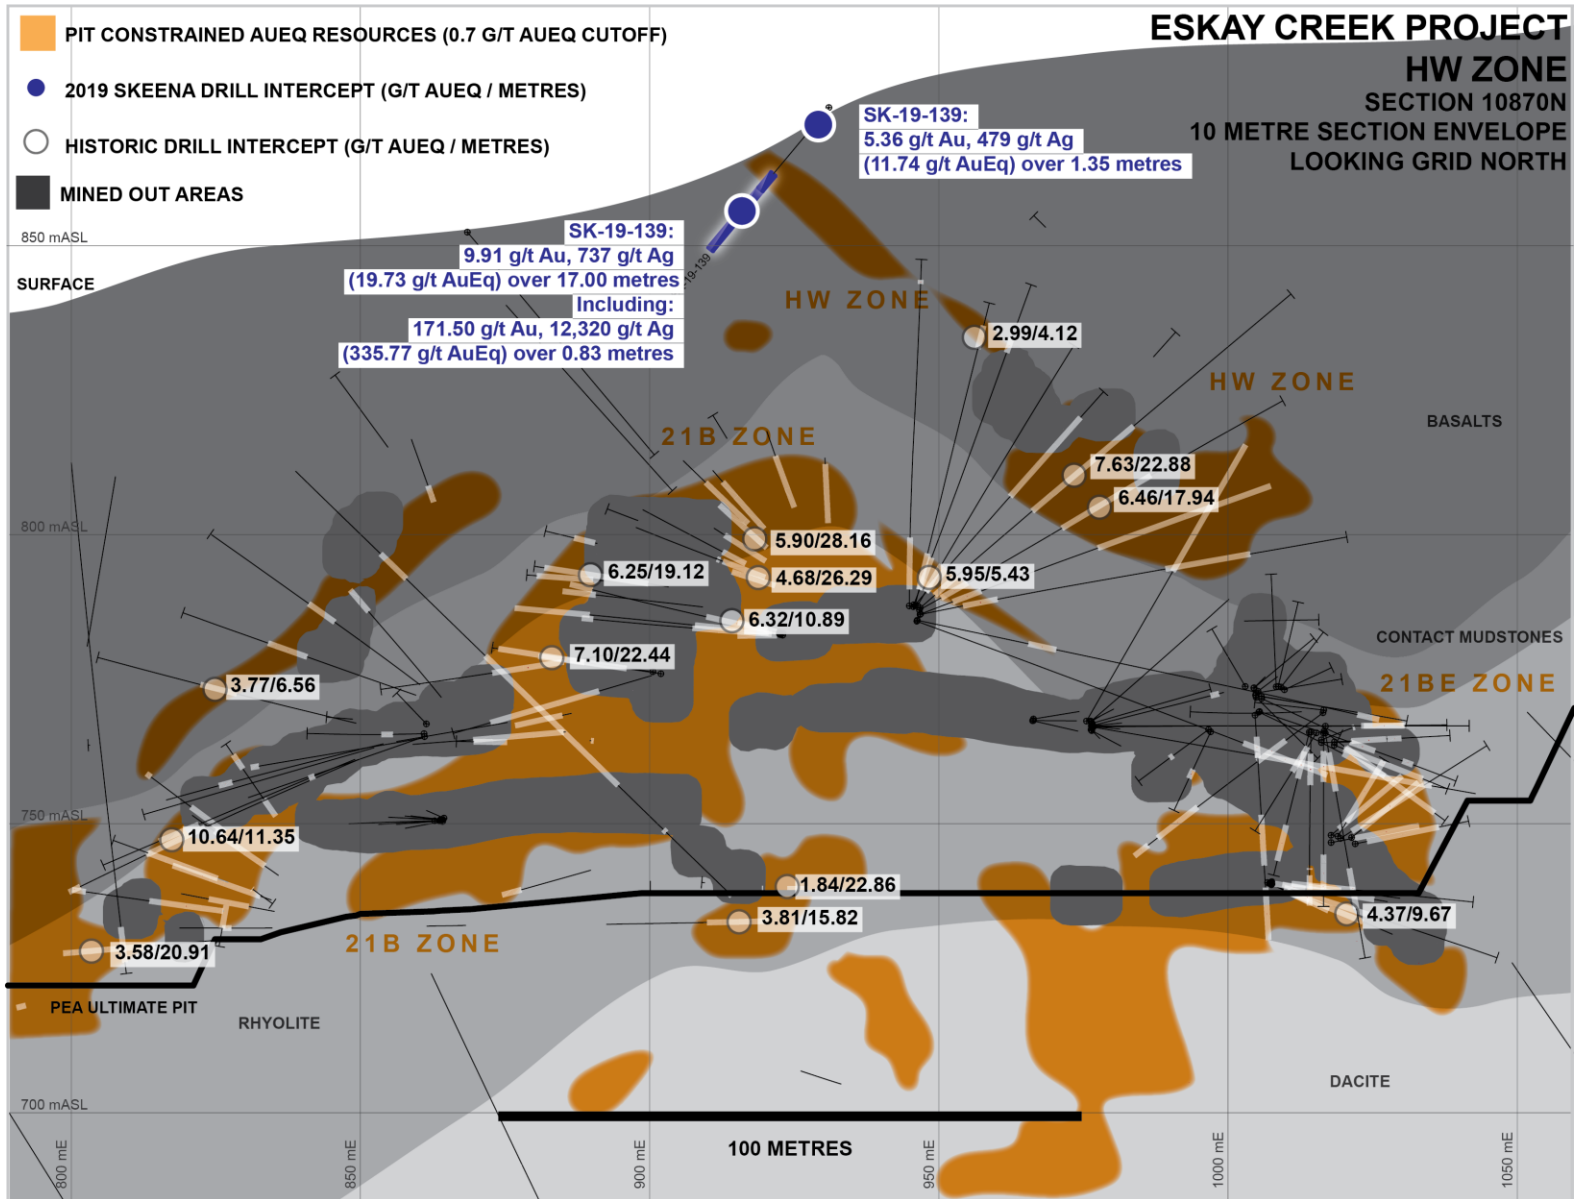 PIT CONSTRAINED AUEQ RESOURCES (0.7 G/T AUEQ CUTOFF)
2019 SKEENA DRILL INTERCEPT (G/T AUEQ / METRES)
HISTORIC DRILL INTERCEPT (G/T AUEQ / METRES)
MINED OUT AREAS
ESKAY CREEK PROJECT
HW ZONE
SECTION 10870N
10 METRE SECTION ENVELOPE
LOOKING GRID NORTH
SK-19-139:
5.36 g/t Au, 479 g/t Ag
(11.74 g/t AuEq) over 1.35 metres
850 mASL
SURFACE
SK-19-139:
9.91 g/t Au, 737 g/t Ag
(19.73 g/t AuEq) over 17.00 metres
Including:
171.50 g/t Au, 12,320 g/t Ag
(335.77 g/t AuEq) over 0.83 metres
-19-139
HW ZONE
2.99/4.12
HW ZONE
BASALTS
21B ZONE
7.63/22.88
6.46/17.94
800 mASL
5.90/28.16
6.25/19.12
4.68/26.29
5.95/5.43
6.32/10.89
CONTACT MUDSTONES
7.10/22.44
3.77/6.56
21BE ZONE
750 mASL
10.64/11.35
1.84/22.86
3.81/15.82
4.37/9.67
21B ZONE
3.58/20.91
PEA ULTIMATE PIT
RHYOLITE
DACITE
700 mASL
100 METRES
800 mE
850 mE
900 mE
950 mE
1000 mE
1050 mE